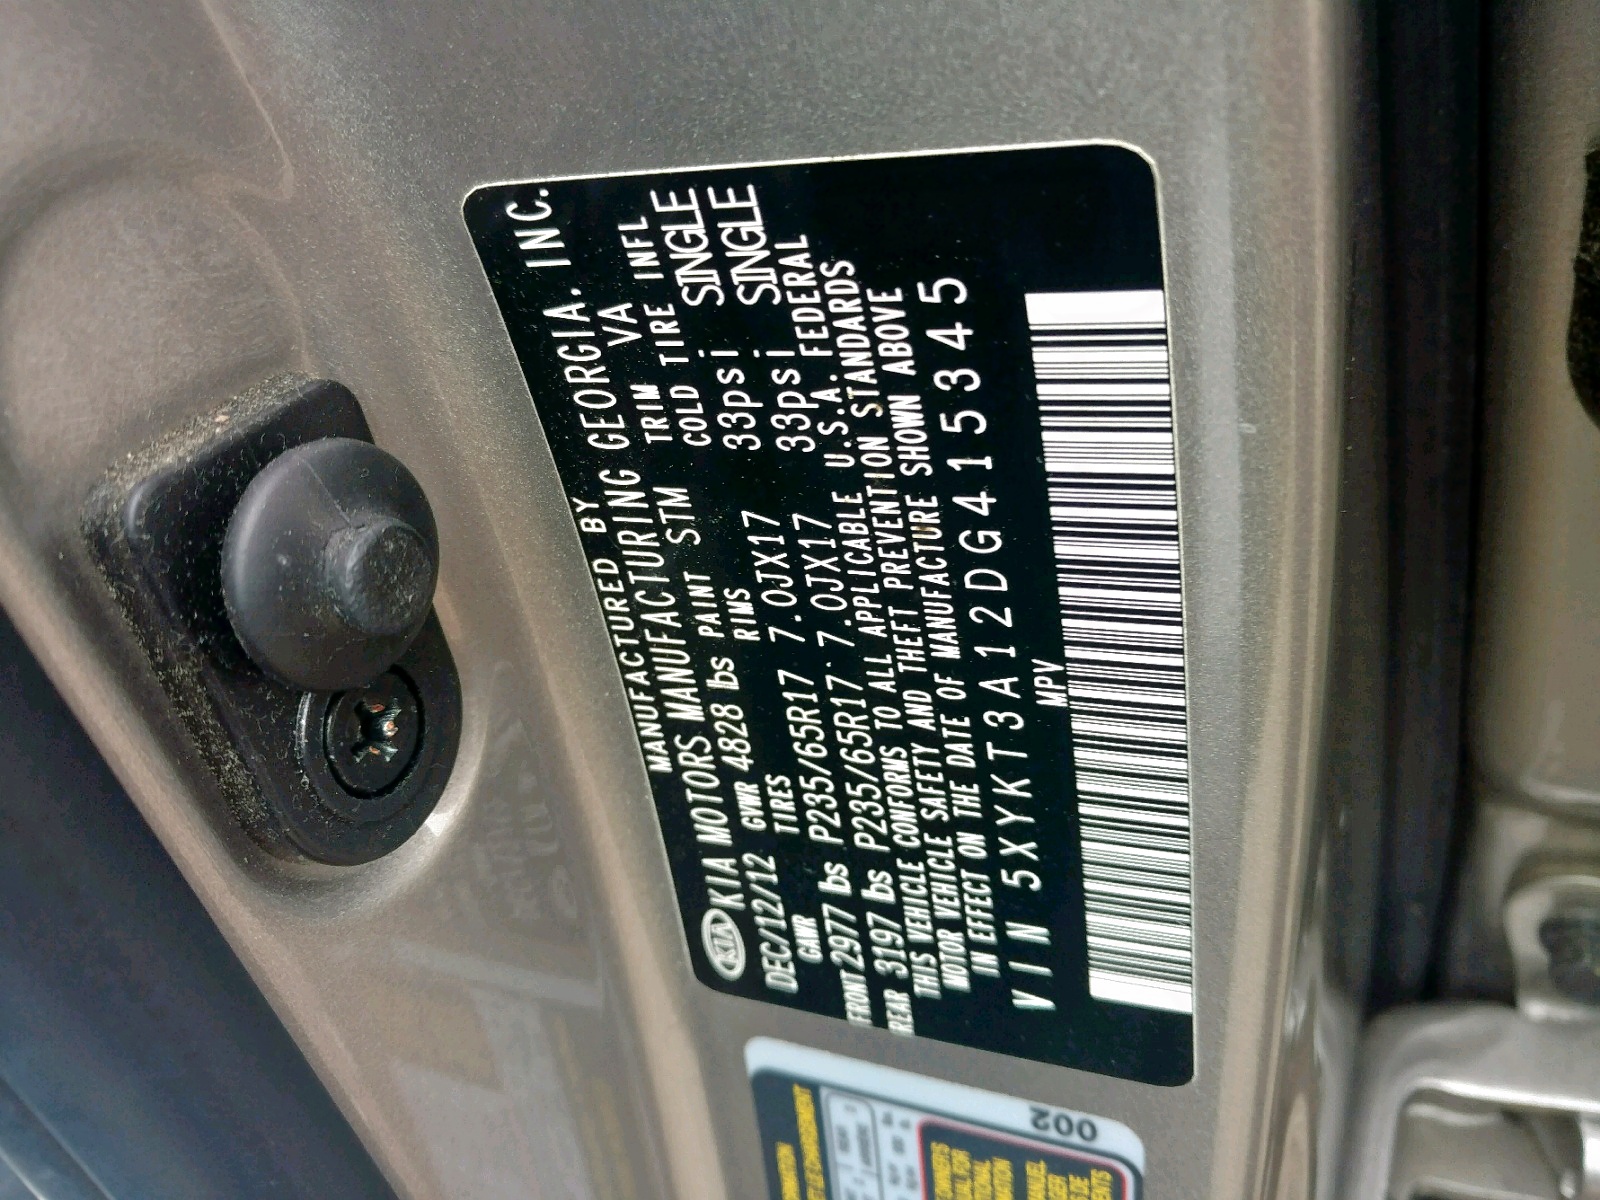 MANUFACTURED BY
KIA KIA MOTORS MANUFACTURING GEORGIA, INC.
DEC/12/12 GVWR 4828 lbs PAINT STM TRIM VA
GAWR TIRES RIMS COLD TIRE INFL
FRONT 2977 lbs P235/65R17 7.0JX17 33psi SINGLE
REAR 3197 lbs P235/65R17 7.0JX17 33psi SINGLE
THIS VEHICLE CONFORMS TO ALL APPLICABLE U.S.A. FEDERAL
MOTOR VEHICLE SAFETY AND THEFT PREVENTION STANDARDS
IN EFFECT ON THE DATE OF MANUFACTURE SHOWN ABOVE
VIN 5XYKT3A12DG415345
MPV
002